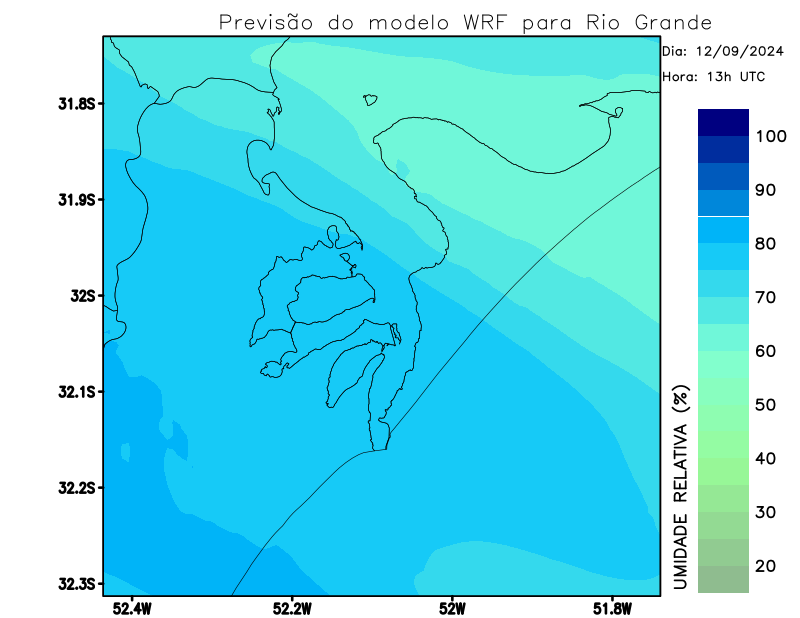 Previsão do modelo WRF para Rio Grande
Dia: 12/09/2024
Hora: 13h UTC
31.8S
31.9S
32S
32.1S
32.2S
32.3S
52.4W
52.2W
52W
51.8W
100
90
80
70
60
50
40
30
20
UMIDADE RELATIVA (%)